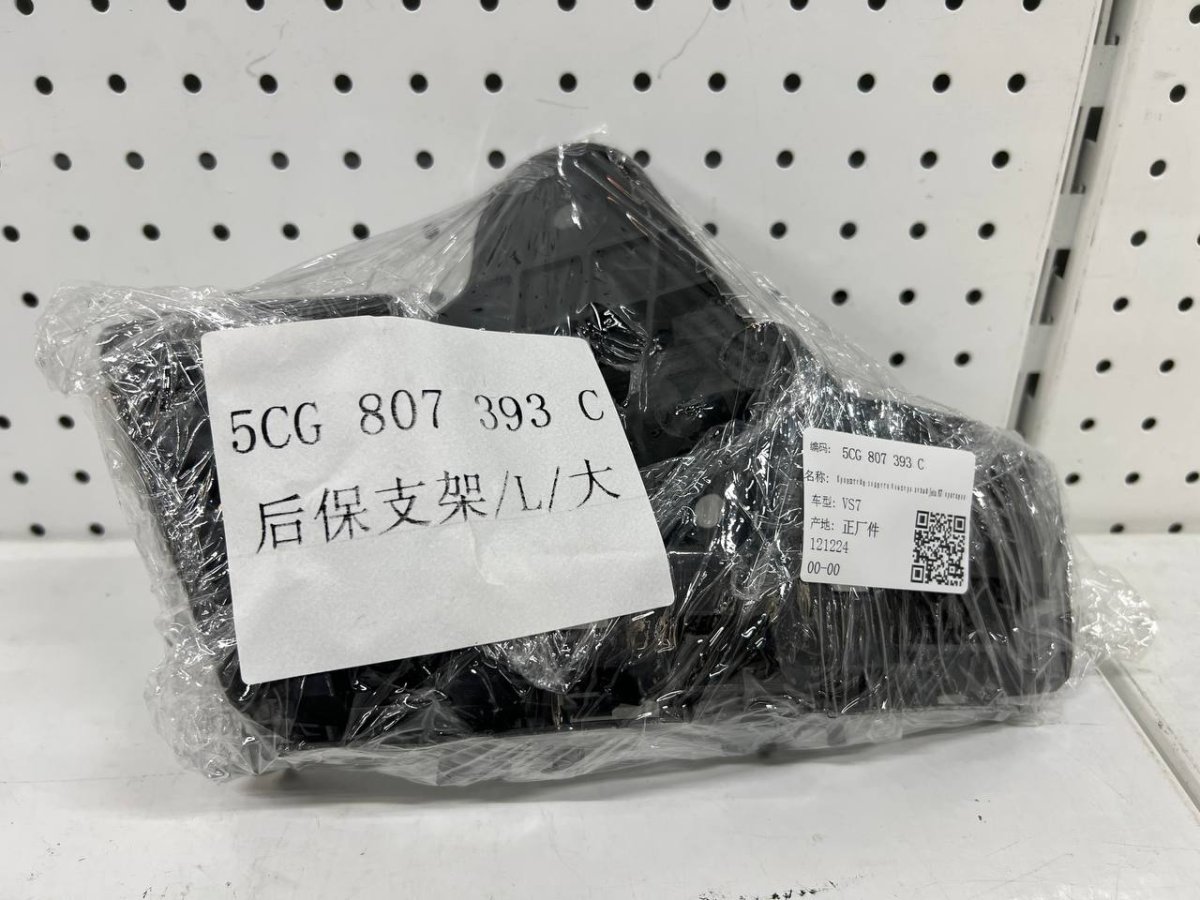 5CG 807 393 C
后保支架/L/大
编码: 5CG 807 393 C
名称:
车型: VS7
产地: 正厂件
121224
00-00